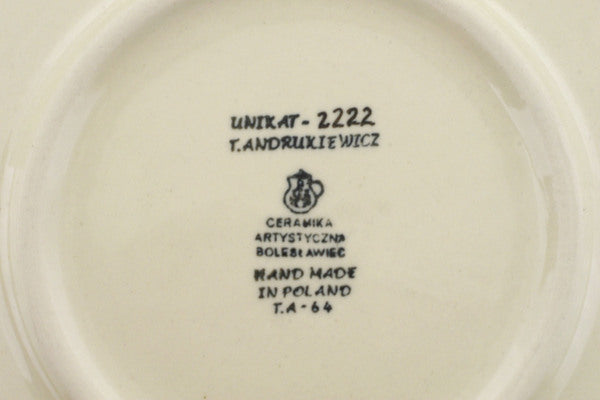 UNIKAT-2222
T.ANDRUKIEWICZ
CERAMIKA
ARTYSTYCZNA
BOLESŁAWIEC
HAND MADE
IN POLAND
T.A-64